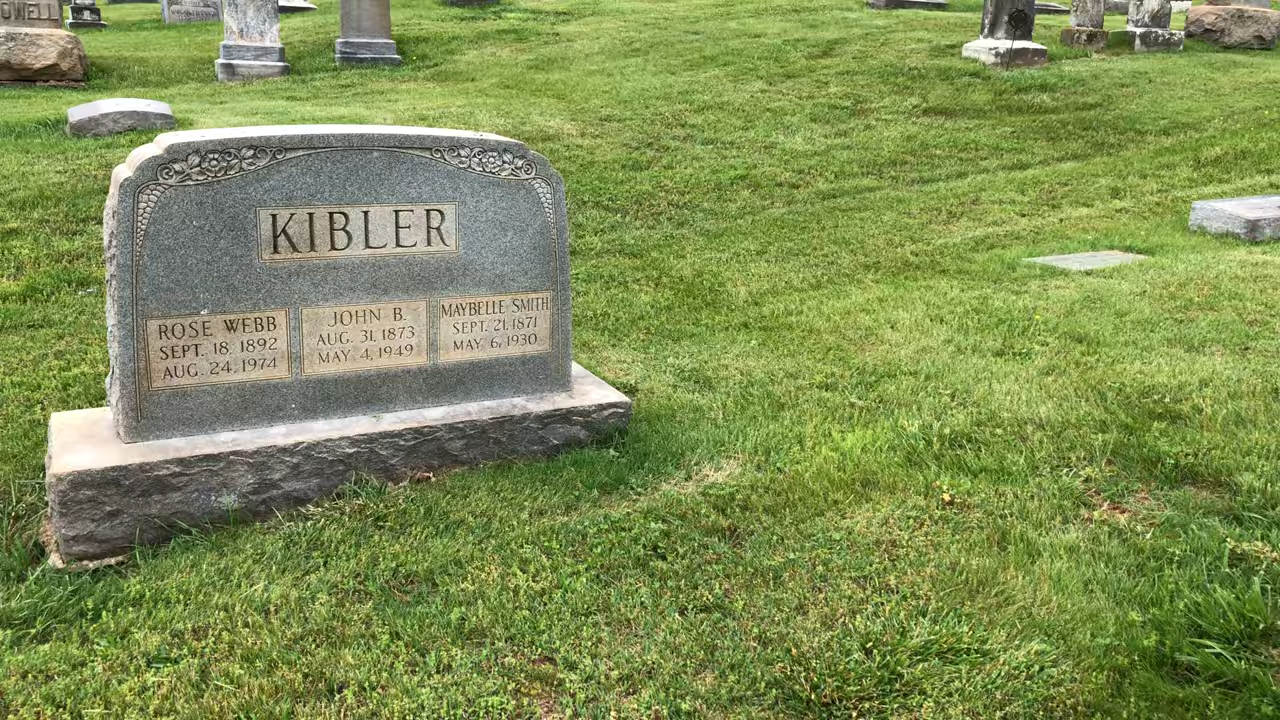 KIBLER
ROSE WEBB
SEPT. 18, 1892
AUG. 24, 1974
JOHN B.
AUG. 31, 1873
MAY 4, 1949
MAYBELLE SMITH
SEPT. 21, 1871
MAY 6, 1930